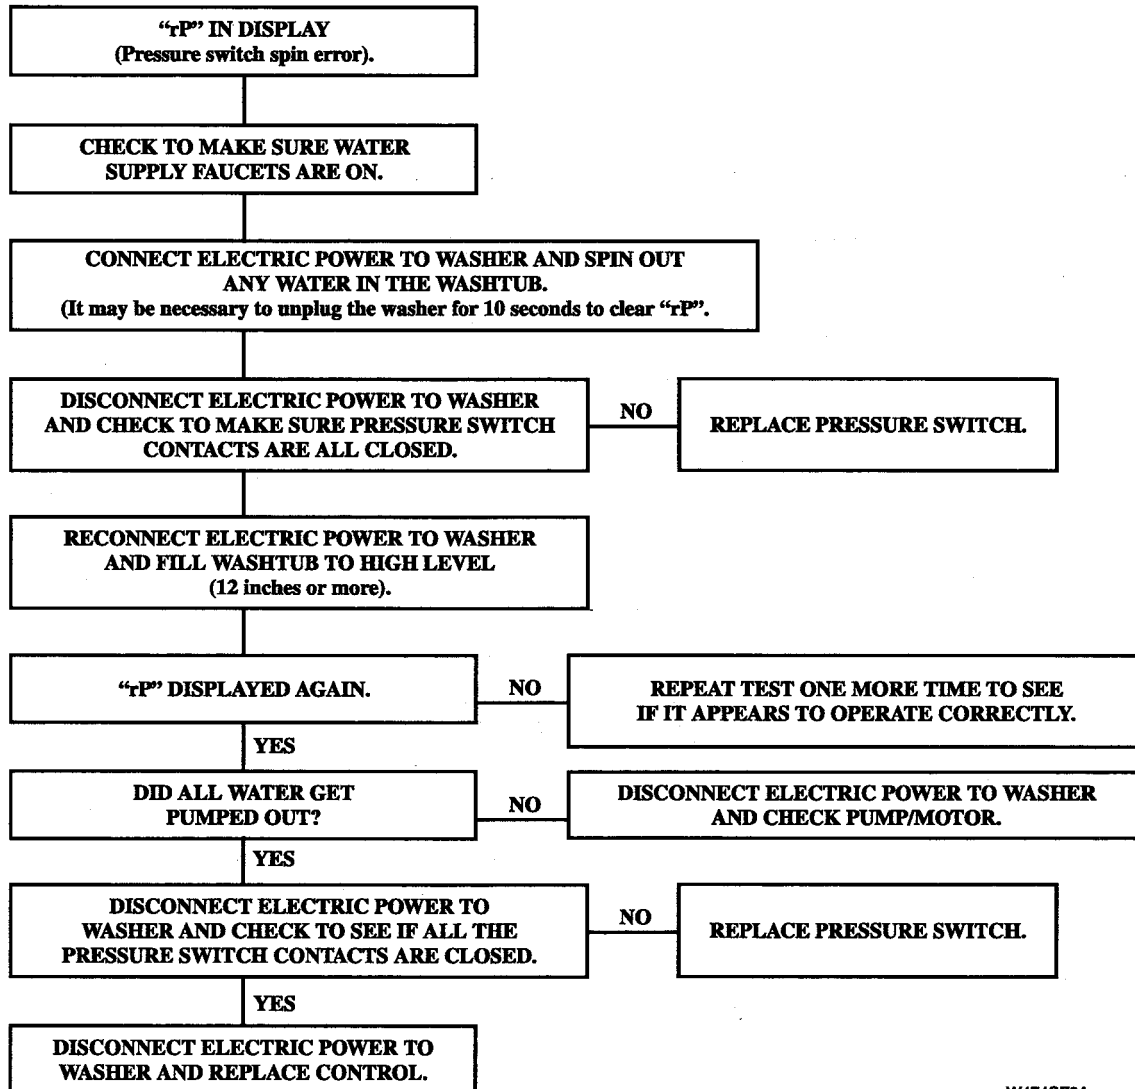 “rP” IN DISPLAY
(Pressure switch spin error).
CHECK TO MAKE SURE WATER
SUPPLY FAUCETS ARE ON.
CONNECT ELECTRIC POWER TO WASHER AND SPIN OUT
ANY WATER IN THE WASHTUB.
(It may be necessary to unplug the washer for 10 seconds to clear “rP”.
DISCONNECT ELECTRIC POWER TO WASHER
AND CHECK TO MAKE SURE PRESSURE SWITCH
CONTACTS ARE ALL CLOSED.
NO
REPLACE PRESSURE SWITCH.
RECONNECT ELECTRIC POWER TO WASHER
AND FILL WASHTUB TO HIGH LEVEL
(12 inches or more).
“rP” DISPLAYED AGAIN.
NO
REPEAT TEST ONE MORE TIME TO SEE
IF IT APPEARS TO OPERATE CORRECTLY.
YES
DID ALL WATER GET
PUMPED OUT?
NO
DISCONNECT ELECTRIC POWER TO WASHER
AND CHECK PUMP/MOTOR.
YES
DISCONNECT ELECTRIC POWER TO
WASHER AND CHECK TO SEE IF ALL THE
PRESSURE SWITCH CONTACTS ARE CLOSED.
NO
REPLACE PRESSURE SWITCH.
YES
DISCONNECT ELECTRIC POWER TO
WASHER AND REPLACE CONTROL.